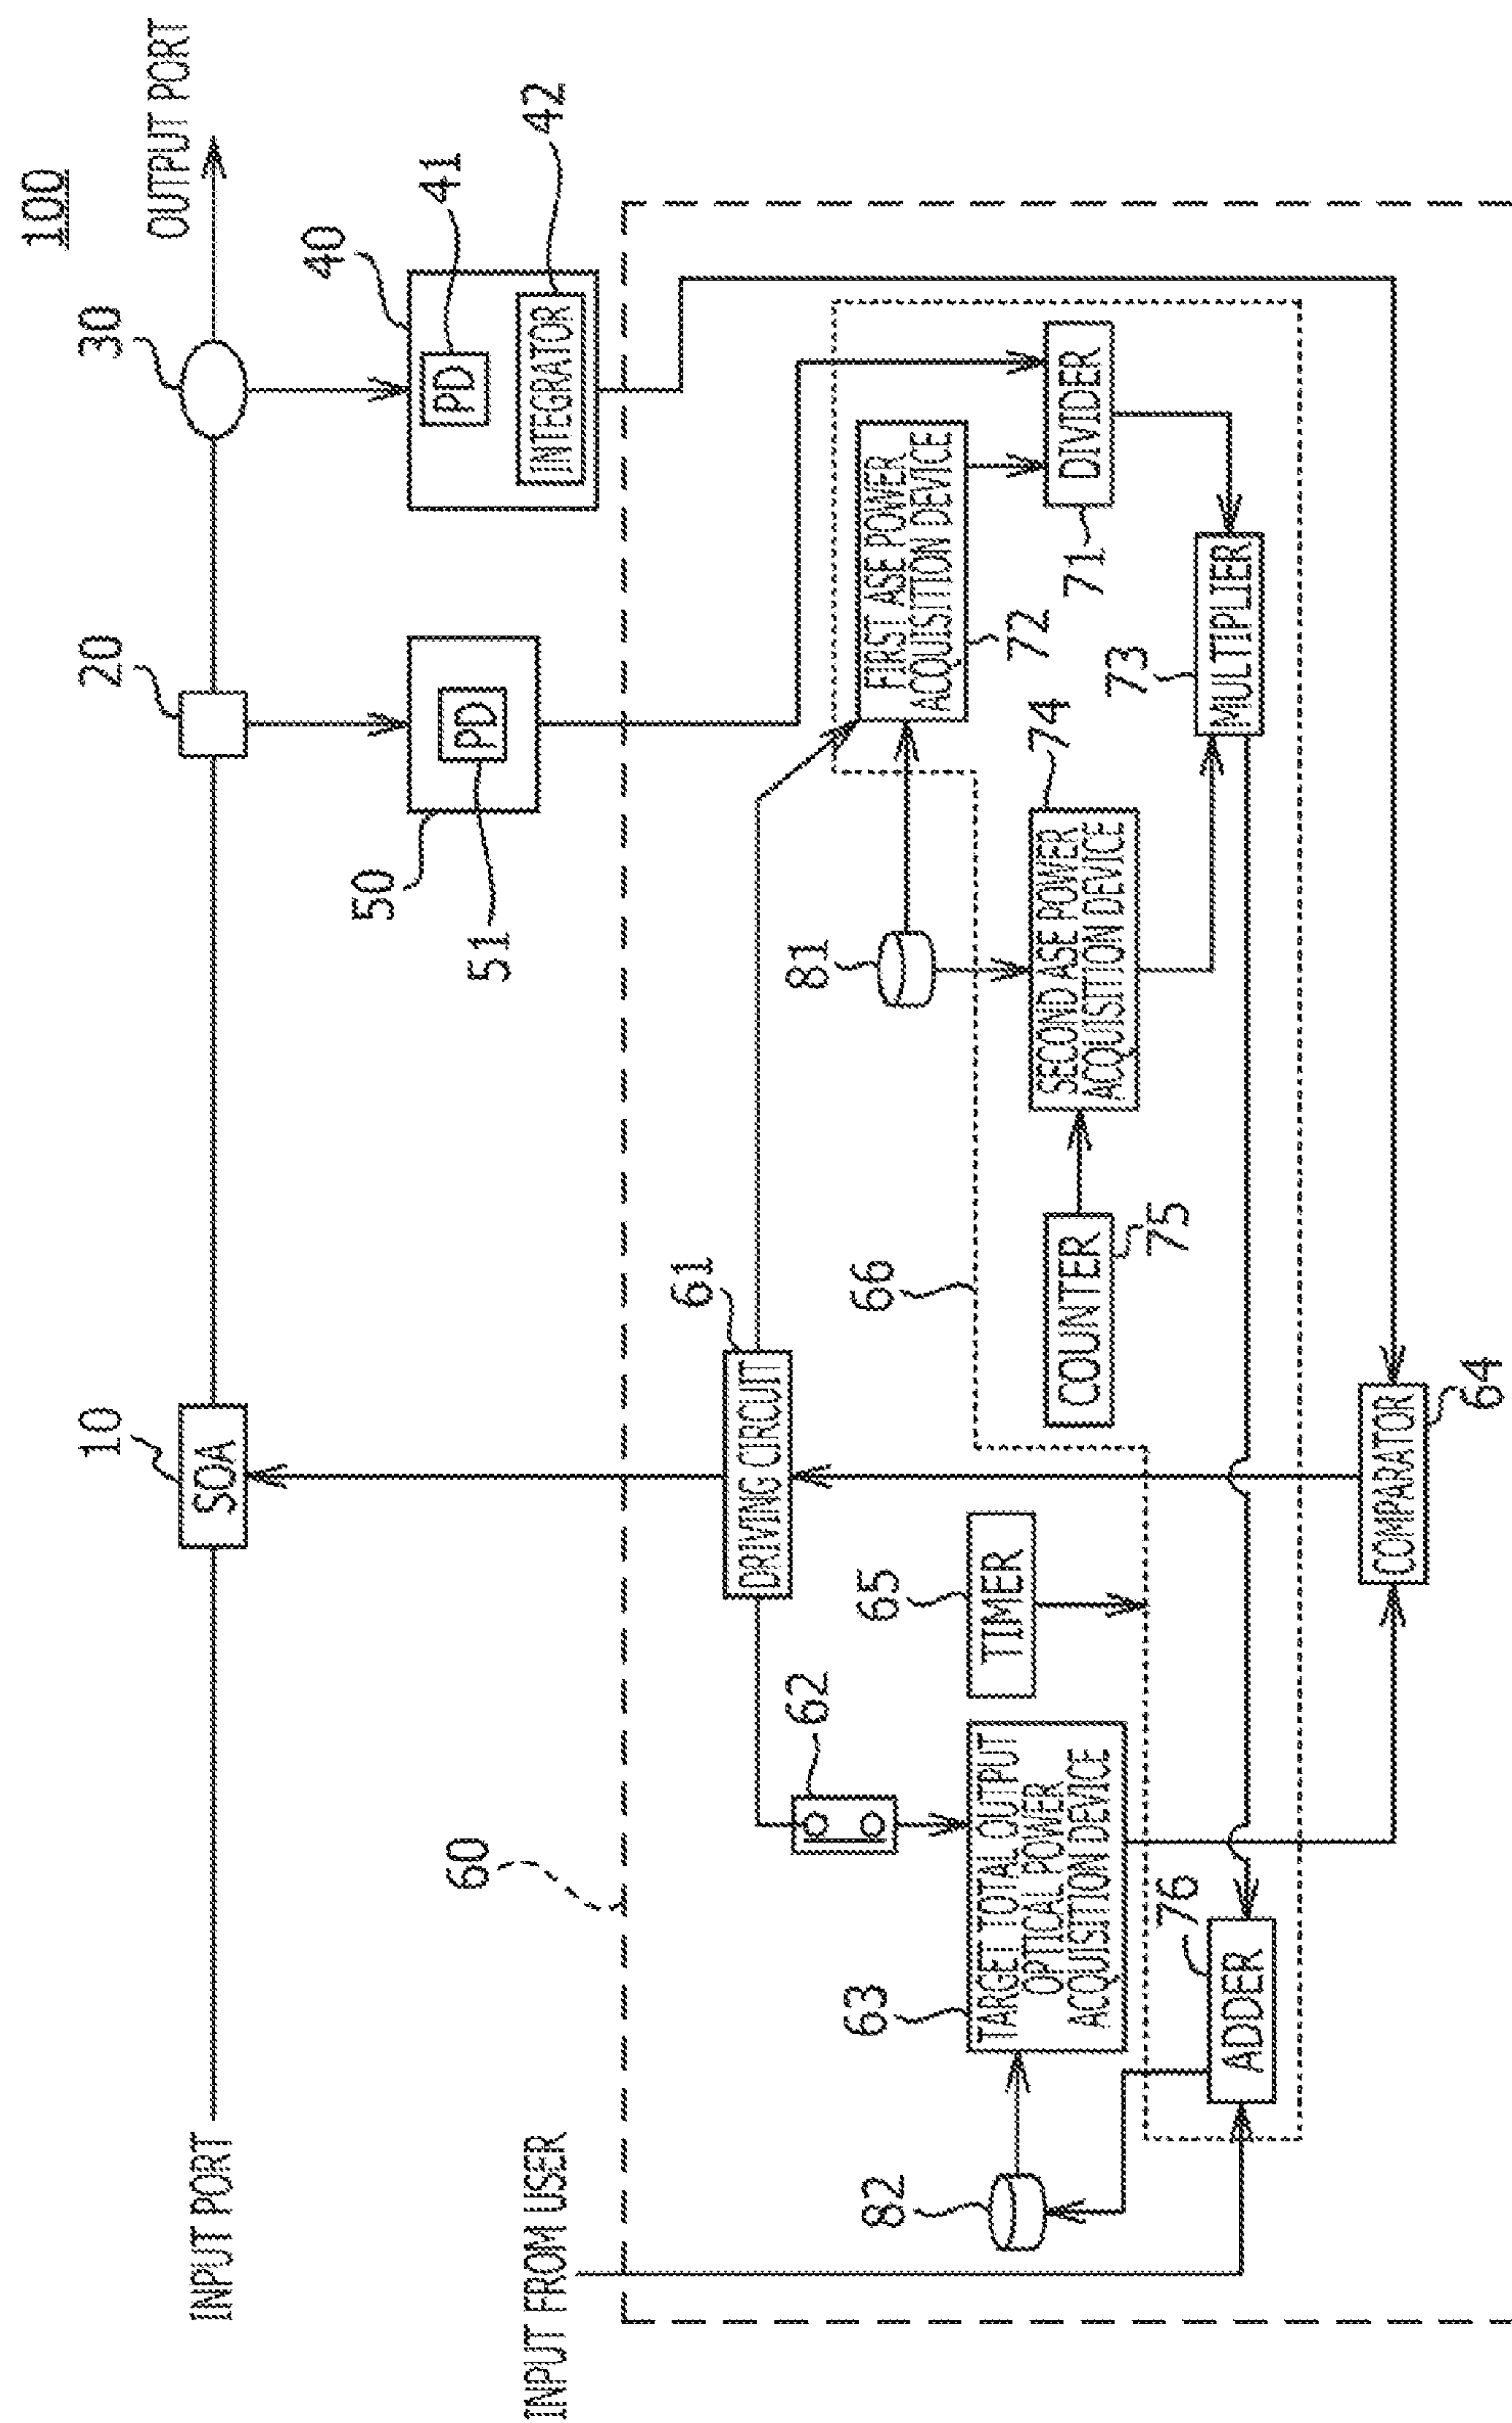 100
OUTPUT PORT
30
20
10
INPUT PORT
SOA
40
41
PD
42
INTEGRATOR
50
PD
51
INPUT FROM USER
60
61
DRIVING CIRCUIT
62
63
TARGET TOTAL OUTPUT
OPTICAL POWER
ACQUISITION DEVICE
65
TIMER
66
81
82
FIRST ASE POWER
ACQUISITION DEVICE
72
DIVIDER
71
SECOND ASE POWER
ACQUISITION DEVICE
74
MULTIPLIER
73
COUNTER
75
ADDER
76
COMPARATOR
64